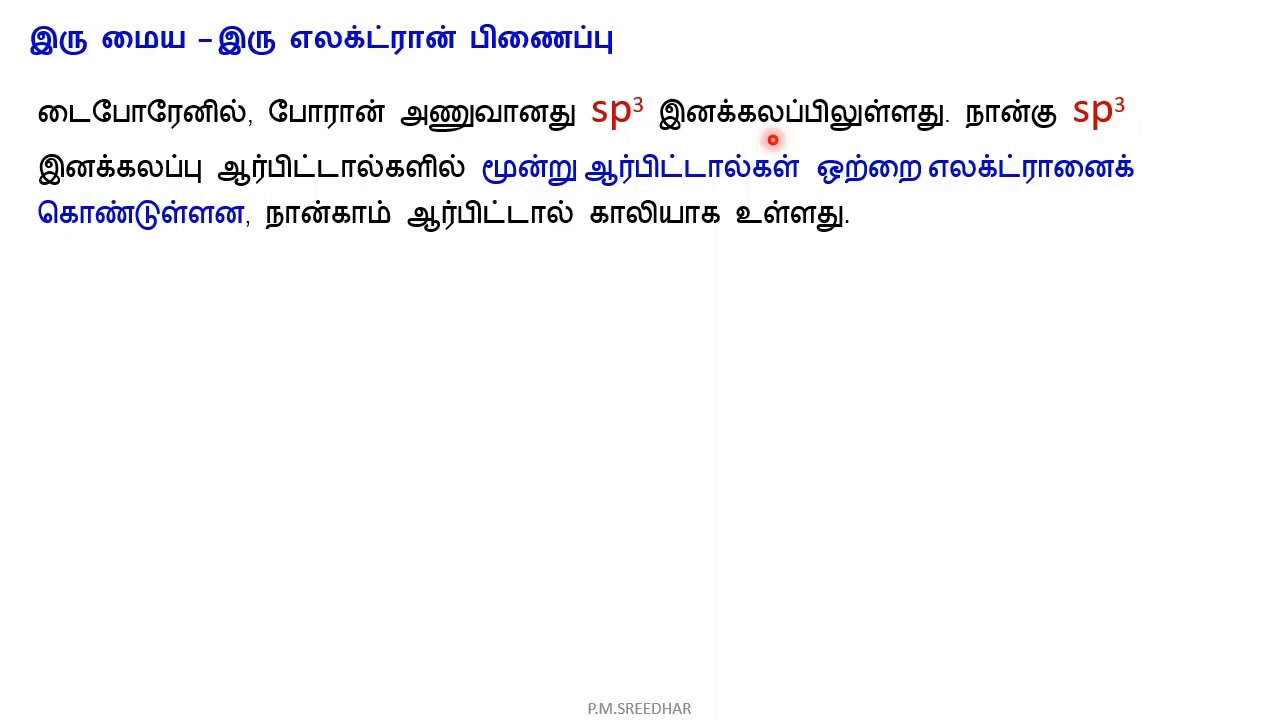 இரு மைய – இரு எலக்ட்ரான் பிணைப்பு
டைபோரேனில், போரான் அணுவானது sp³ இனக்கலப்பிலுள்ளது. நான்கு sp³
இனக்கலப்பு ஆர்பிட்டால்களில் மூன்று ஆர்பிட்டால்கள் ஒற்றை எலக்ட்ரானைக்
கொண்டுள்ளன, நான்காம் ஆர்பிட்டால் காலியாக உள்ளது.
P.M.SREEDHAR